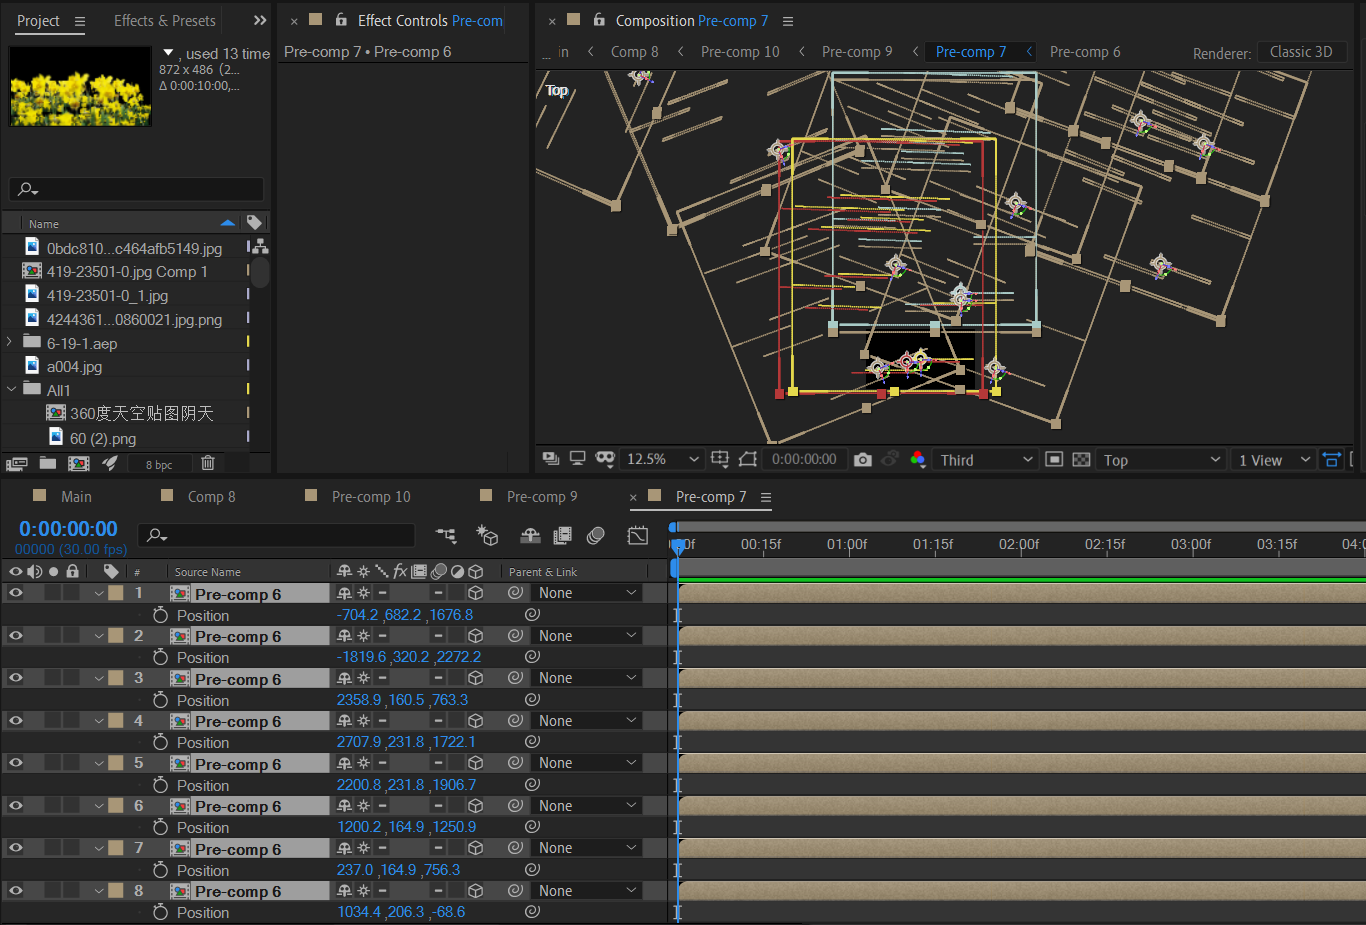 Project
Effects & Presets
Effect Controls Pre-com
Composition Pre-comp 7
, used 13 time
872 x 486 (2...
Δ 0:00:10:00,...
Pre-comp 7 • Pre-comp 6
... in
Comp 8
Pre-comp 10
Pre-comp 9
Pre-comp 7
Pre-comp 6
Renderer:
Classic 3D
Top
Name
0bdc810...c464afb5149.jpg
419-23501-0.jpg Comp 1
419-23501-0_1.jpg
4244361...0860021.jpg.png
6-19-1.aep
a004.jpg
All1
360度天空贴图阴天
60 (2).png
8 bpc
12.5%
0:00:00:00
Third
Top
1 View
Main
Comp 8
Pre-comp 10
Pre-comp 9
Pre-comp 7
0:00:00:00
00000 (30.00 fps)
00f 00:15f 01:00f 01:15f 02:00f 02:15f 03:00f 03:15f 04:0
# Source Name
fx
Parent & Link
1 Pre-comp 6 None
Position -704.2 ,682.2 ,1676.8
2 Pre-comp 6 None
Position -1819.6 ,320.2 ,2272.2
3 Pre-comp 6 None
Position 2358.9 ,160.5 ,763.3
4 Pre-comp 6 None
Position 2707.9 ,231.8 ,1722.1
5 Pre-comp 6 None
Position 2200.8 ,231.8 ,1906.7
6 Pre-comp 6 None
Position 1200.2 ,164.9 ,1250.9
7 Pre-comp 6 None
Position 237.0 ,164.9 ,756.3
8 Pre-comp 6 None
Position 1034.4 ,206.3 ,-68.6